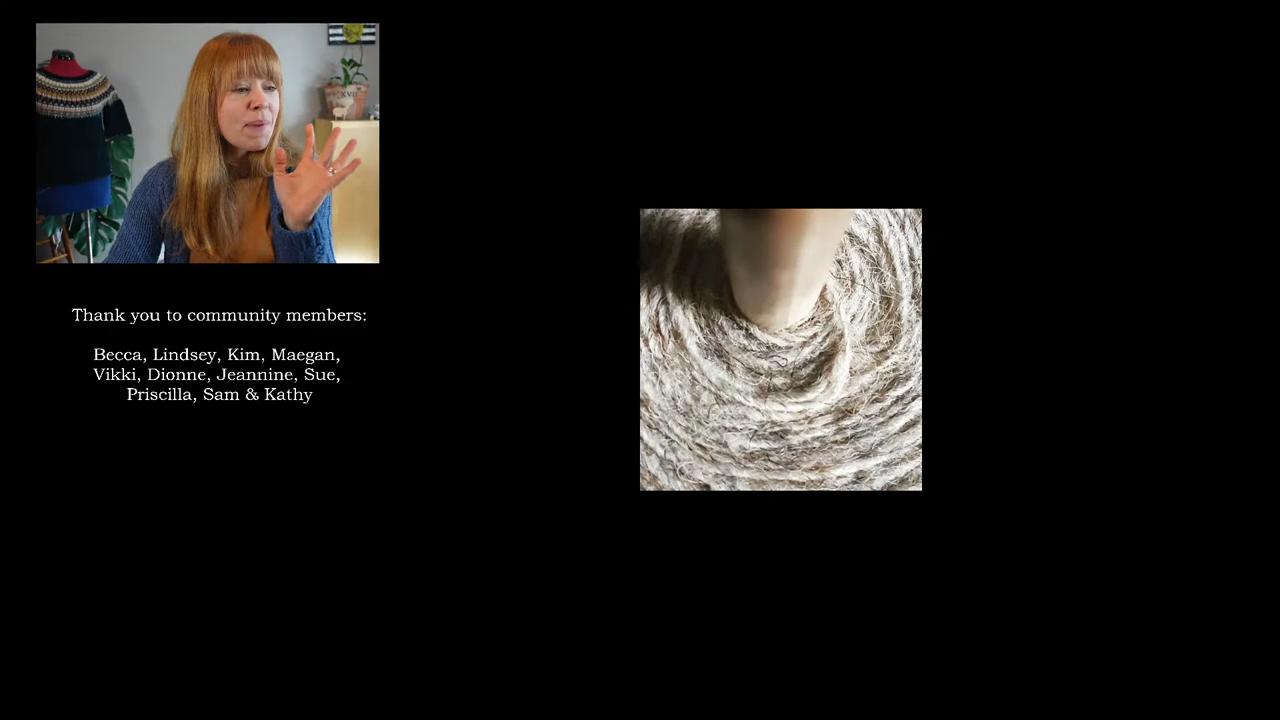 Thank you to community members:
Becca, Lindsey, Kim, Maegan,
Vikki, Dionne, Jeannine, Sue,
Priscilla, Sam & Kathy